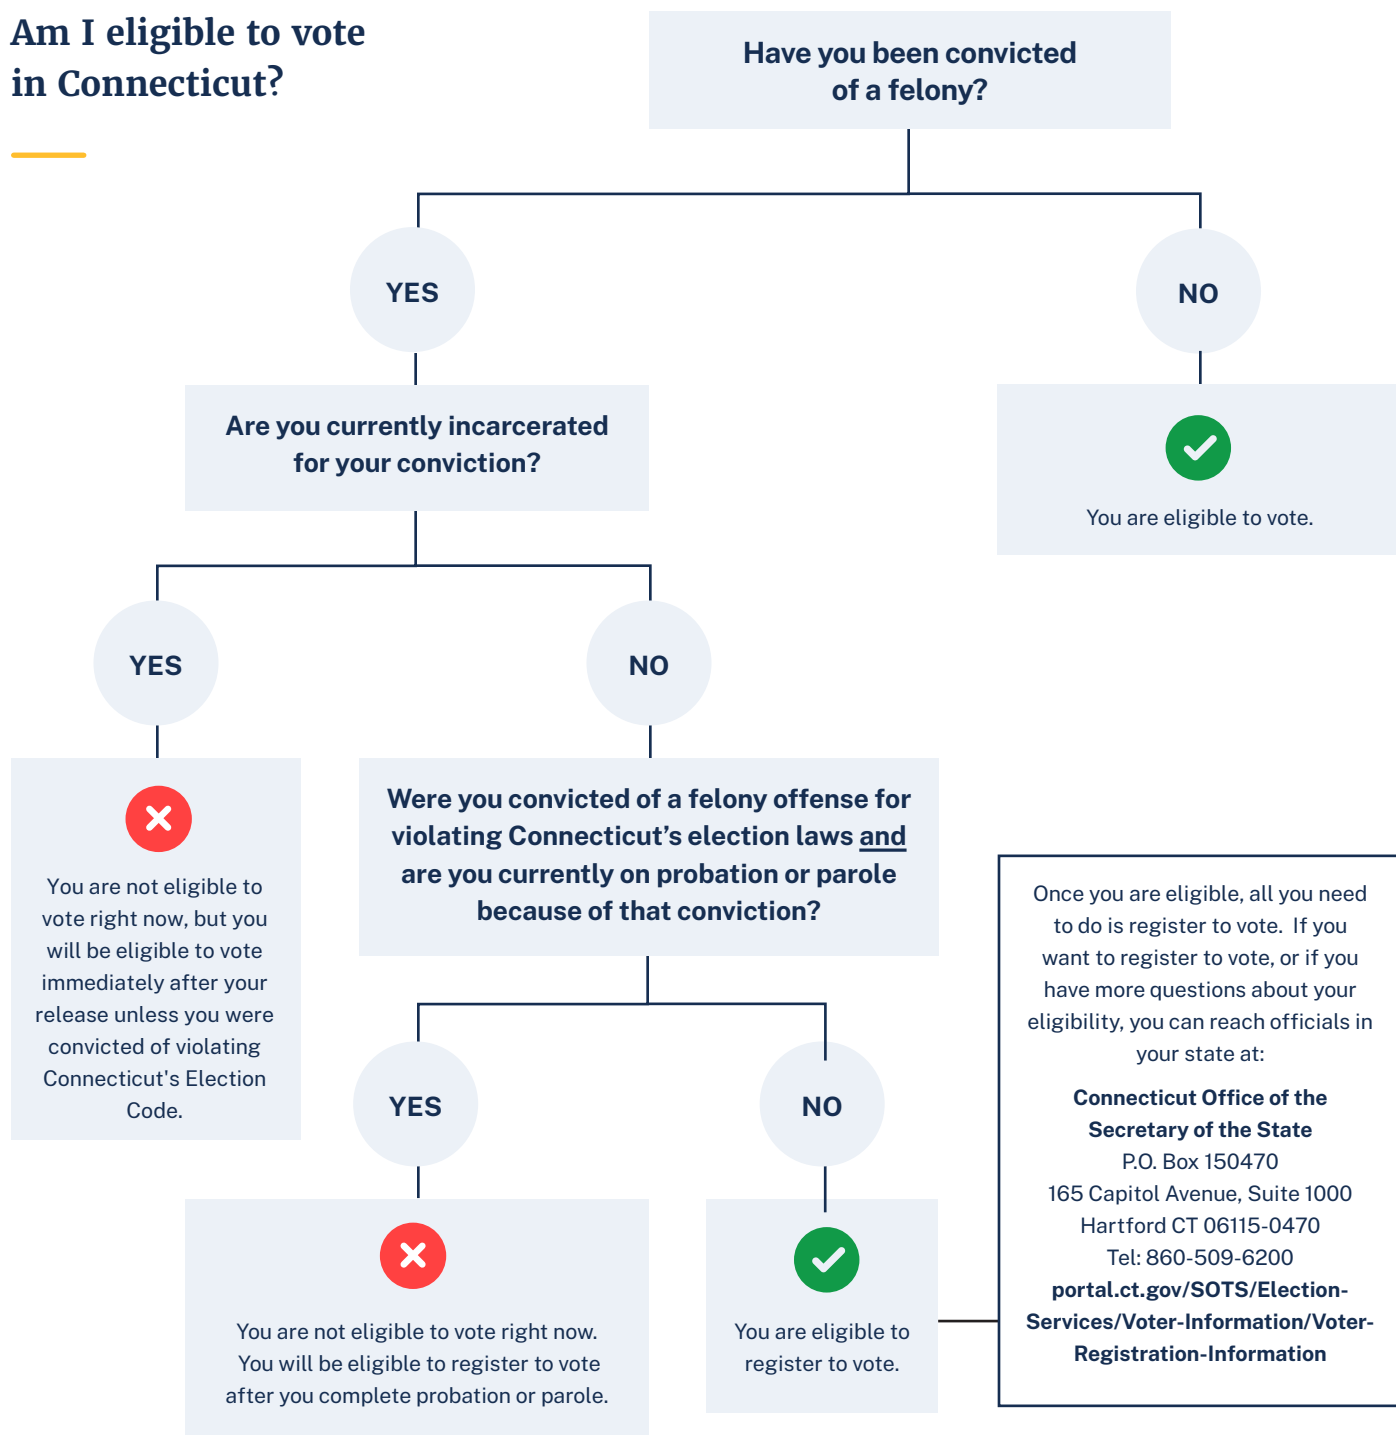 Am I eligible to vote
in Connecticut?
Have you been convicted
of a felony?
YES
NO
Are you currently incarcerated
for your conviction?
You are eligible to vote.
YES
NO
You are not eligible to
vote right now, but you
will be eligible to vote
immediately after your
release unless you were
convicted of violating
Connecticut's Election
Code.
Were you convicted of a felony offense for
violating Connecticut’s election laws and
are you currently on probation or parole
because of that conviction?
YES
NO
You are not eligible to vote right now.
You will be eligible to register to vote
after you complete probation or parole.
You are eligible to
register to vote.
Once you are eligible, all you need
to do is register to vote.  If you
want to register to vote, or if you
have more questions about your
eligibility, you can reach officials in
your state at:
Connecticut Office of the
Secretary of the State
P.O. Box 150470
165 Capitol Avenue, Suite 1000
Hartford CT 06115-0470
Tel: 860-509-6200
portal.ct.gov/SOTS/Election-
Services/Voter-Information/Voter-
Registration-Information